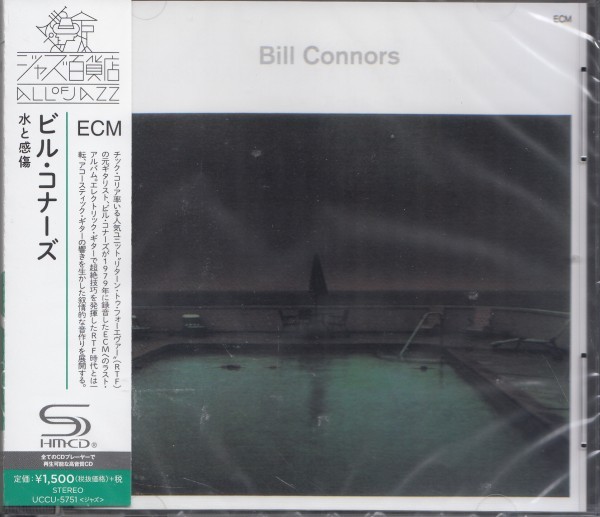 ジャズ百貨店
ALL OF JAZZ
ECM
ビル・コナーズ
水と感傷
チック・コリア率いる人気ユニット“リターン・トゥ・フォーエヴァー”(RTF)
の元ギタリスト、ビル・コナーズが1979年に録音したECMへのラスト・
アルバム。エレクトリック・ギターで超絶技巧を発揮したRTF時代とは一
転、アコースティック・ギターの響きを生かした叙情的な音作りを展開する。
SHM-CD®
全てのCDプレーヤーで
再生可能な高音質CD
定価:¥1,500(税抜価格)+税
STEREO
UCCU-5751 <ジャズ>
ECM
Bill Connors